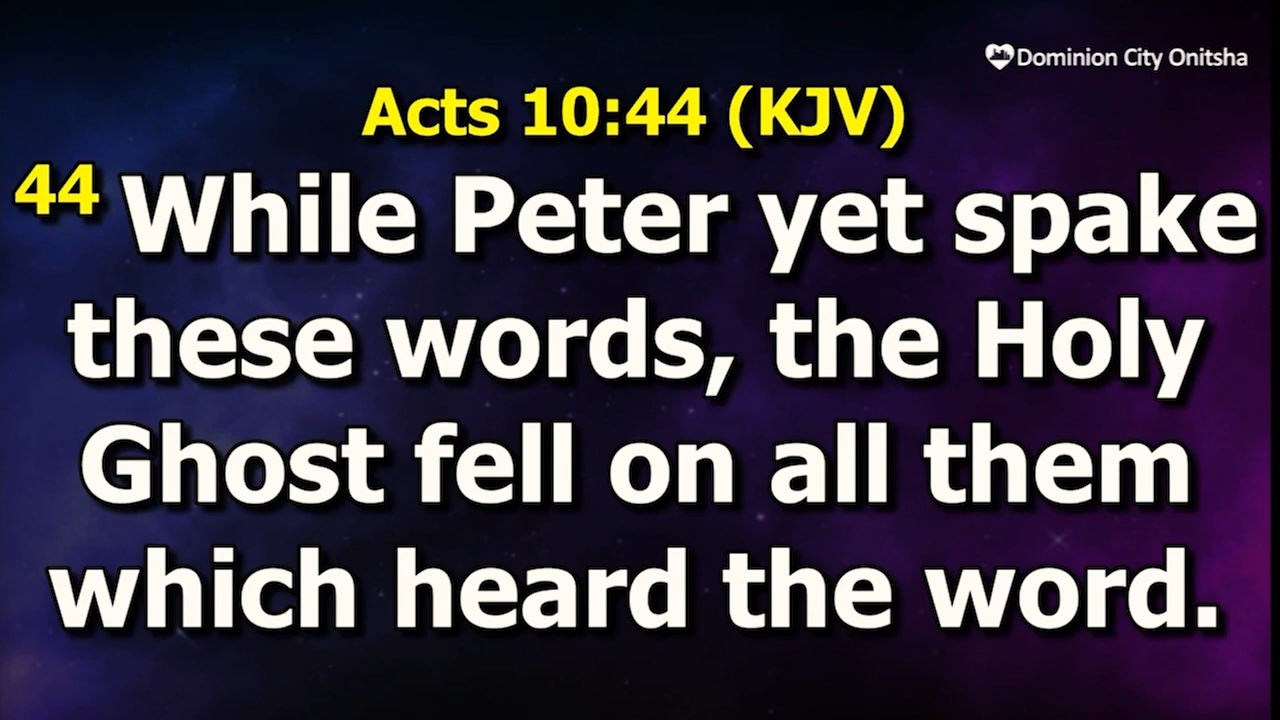 Dominion City Onitsha
Acts 10:44 (KJV)
44 While Peter yet spake
these words, the Holy
Ghost fell on all them
which heard the word.